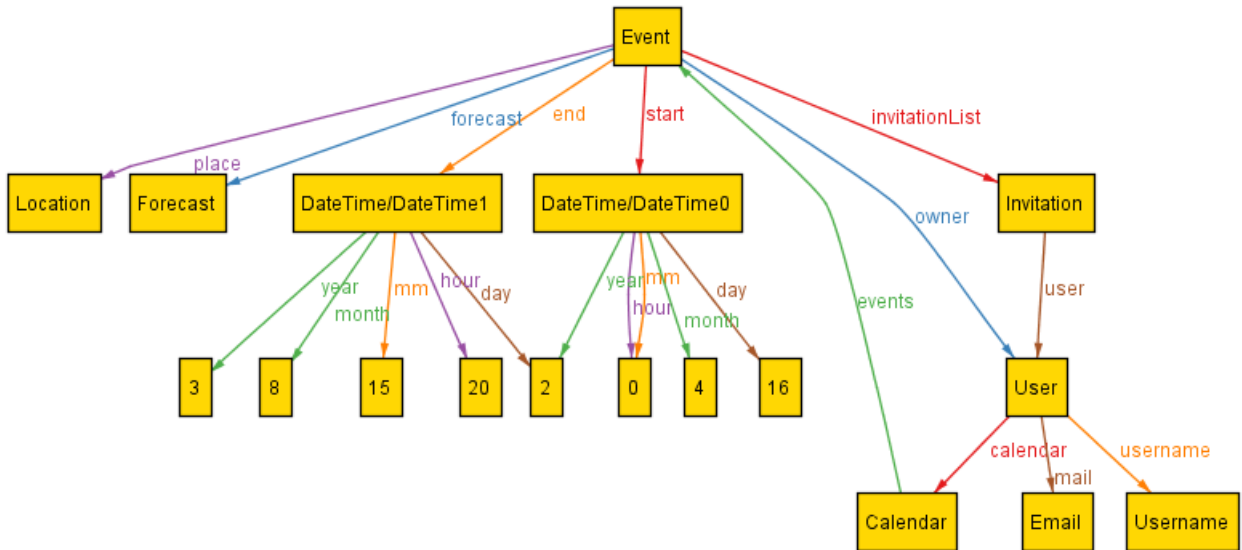 Event
forecast
end
start
invitationList
place
Location
Forecast
DateTime/DateTime1
DateTime/DateTime0
Invitation
owner
year
month
mm
hour
day
year
hour
mm
month
day
events
user
3
8
15
20
2
0
4
16
User
calendar
mail
username
Calendar
Email
Username